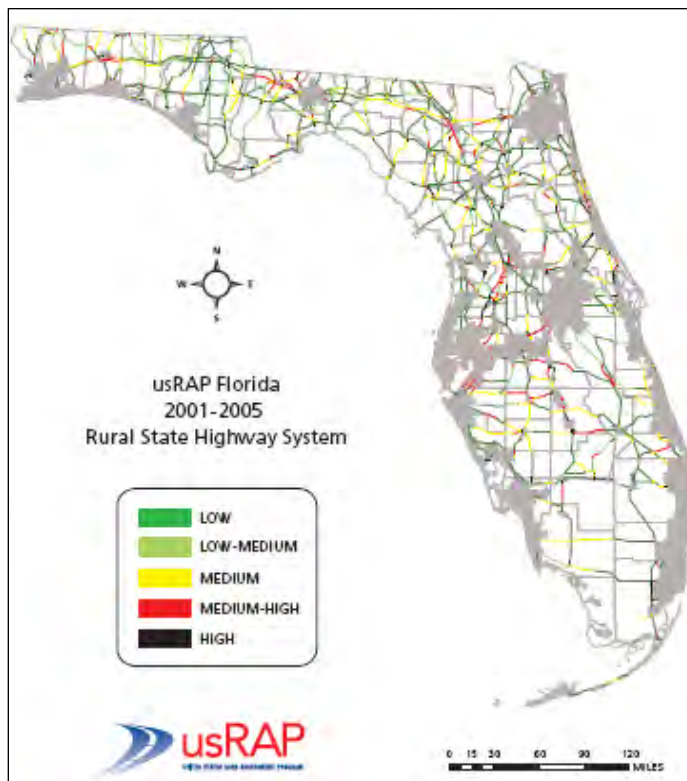 N
W E
S
usRAP Florida
2001-2005
Rural State Highway System
LOW
LOW-MEDIUM
MEDIUM
MEDIUM-HIGH
HIGH
usRAP
0 15 30 60 90 120
MILES